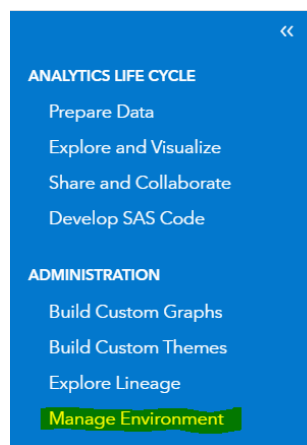 «
ANALYTICS LIFE CYCLE
Prepare Data
Explore and Visualize
Share and Collaborate
Develop SAS Code
ADMINISTRATION
Build Custom Graphs
Build Custom Themes
Explore Lineage
Manage Environment